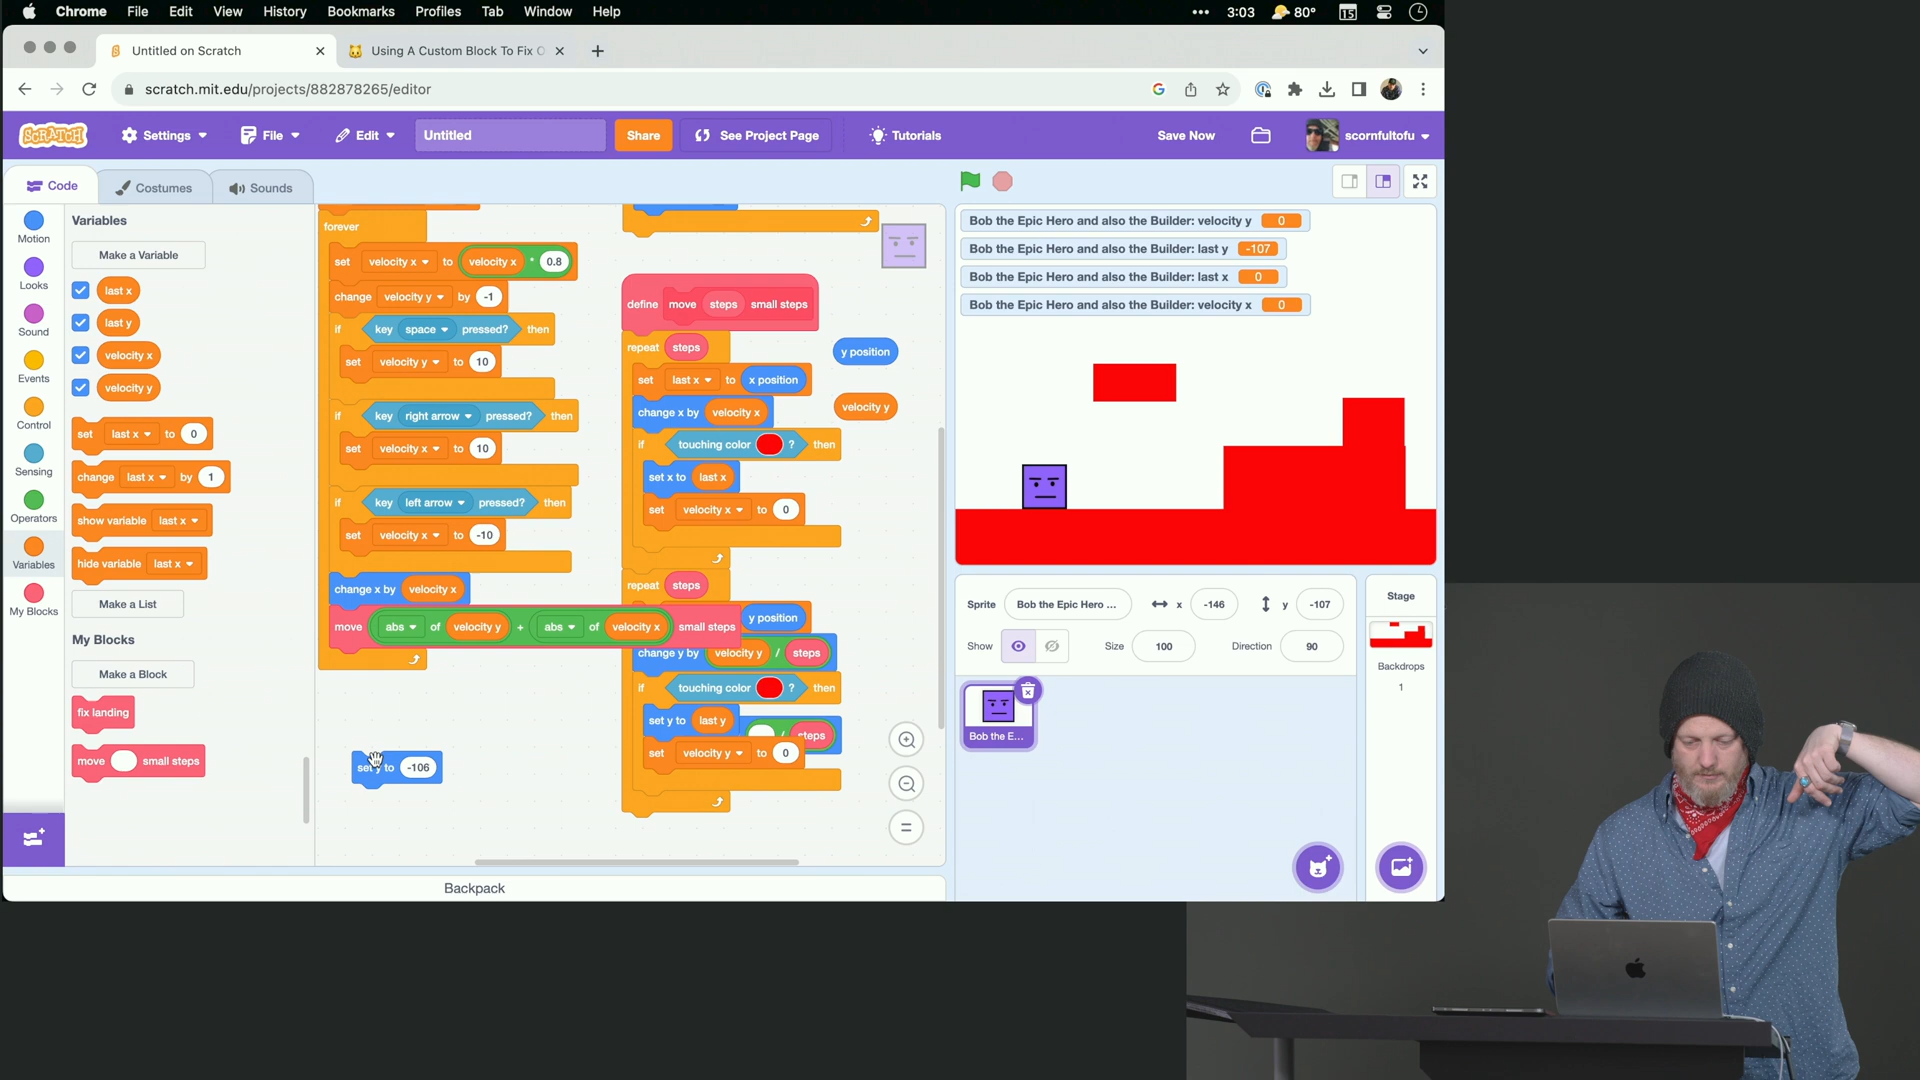 Chrome File Edit View History Bookmarks Profiles Tab Window Help
••• 3:03 80° 15
Untitled on Scratch
Using A Custom Block To Fix
scratch.mit.edu/projects/882878265/editor
SCRATCH Settings File Edit Untitled Share See Project Page Tutorials Save Now scornfultofu
Code Costumes Sounds
Motion
Looks
Sound
Events
Control
Sensing
Operators
Variables
My Blocks
Variables
Make a Variable
last x
last y
velocity x
velocity y
set last x to 0
change last x by 1
show variable last x
hide variable last x
Make a List
My Blocks
Make a Block
fix landing
move small steps
forever
set velocity x to velocity x * 0.8
change velocity y by -1
if key space pressed? then
set velocity y to 10
if key right arrow pressed? then
set velocity x to 10
if key left arrow pressed? then
set velocity x to -10
change x by velocity x
move abs of velocity y + abs of velocity x small steps
set y to -106
define move steps small steps
repeat steps
set last x to x position
change x by velocity x
if touching color ? then
set x to last x
set velocity x to 0
repeat steps
y position
change y by velocity y / steps
if touching color ? then
set y to last y
/ steps
set velocity y to 0
y position
velocity y
Backpack
Bob the Epic Hero and also the Builder: velocity y 0
Bob the Epic Hero and also the Builder: last y -107
Bob the Epic Hero and also the Builder: last x 0
Bob the Epic Hero and also the Builder: velocity x 0
Sprite Bob the Epic Hero ... x -146 y -107
Show Size 100 Direction 90
Bob the E...
Stage
Backdrops
1